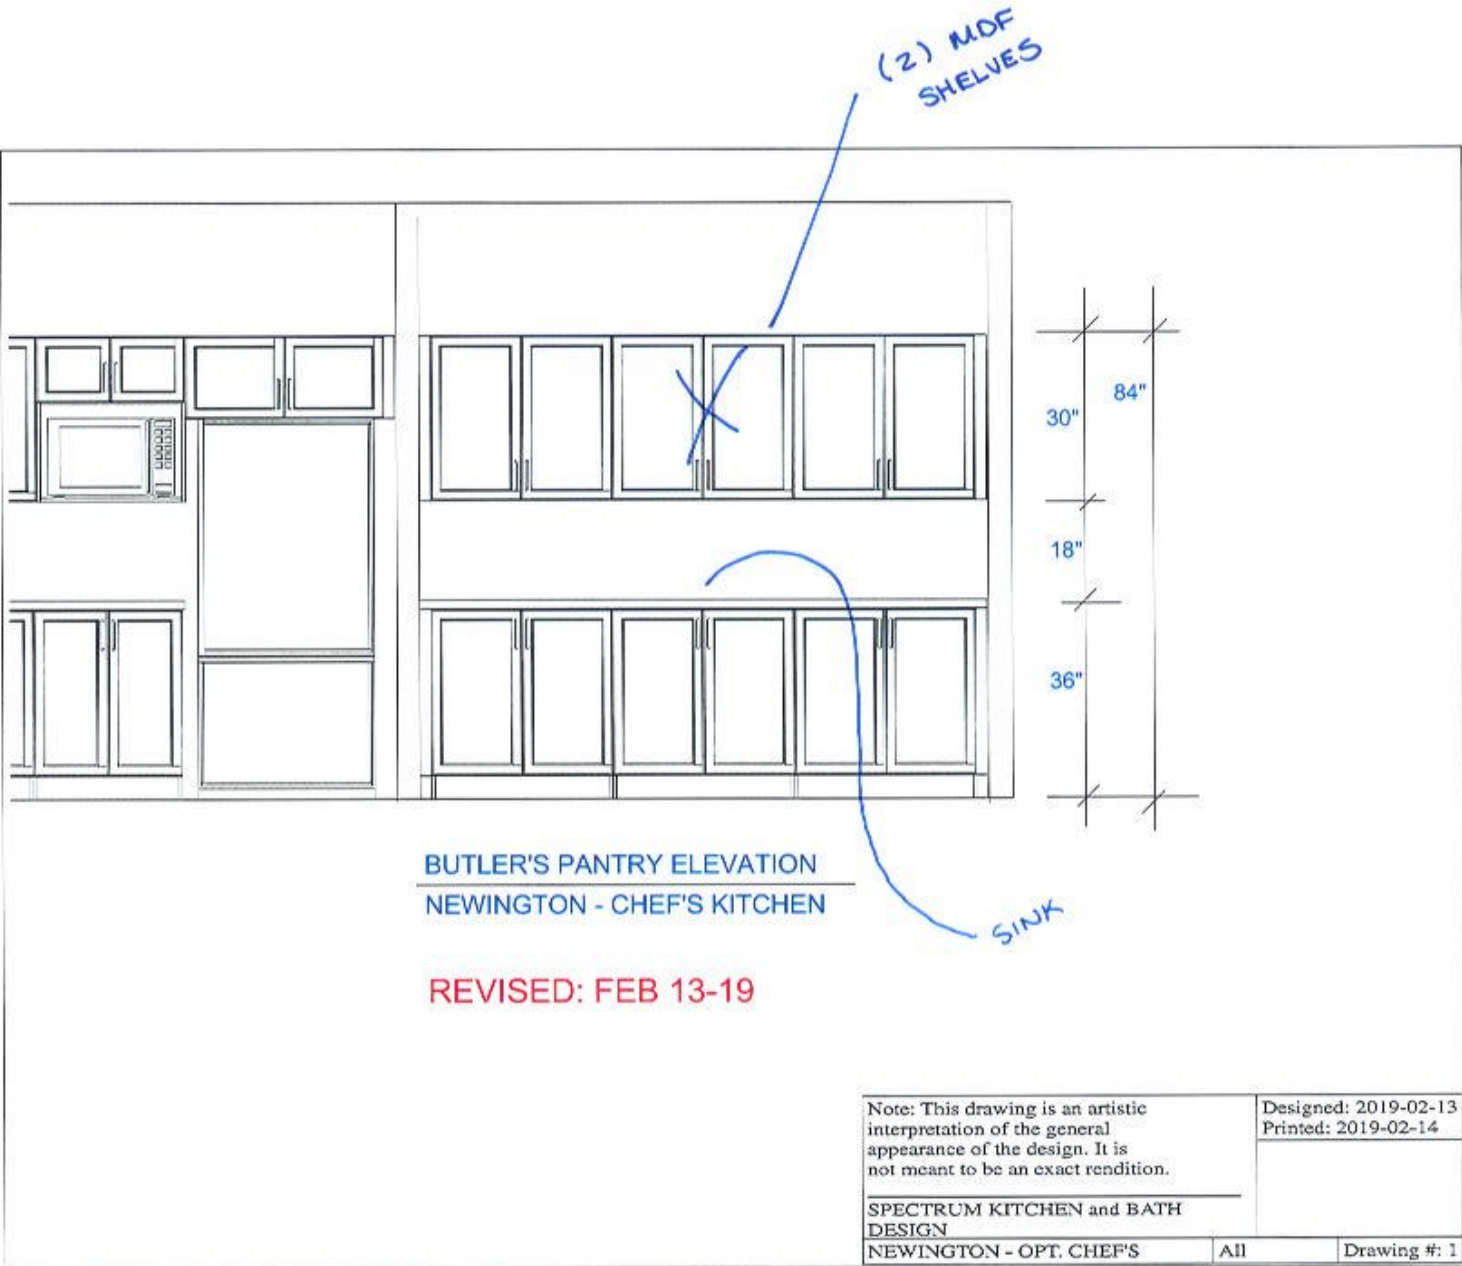 (2) MDF
SHELVES
84"
30"
18"
36"
BUTLER'S PANTRY ELEVATION
NEWINGTON - CHEF'S KITCHEN
SINK
REVISED: FEB 13-19
Note: This drawing is an artistic
interpretation of the general
appearance of the design. It is
not meant to be an exact rendition.
Designed: 2019-02-13
Printed: 2019-02-14
SPECTRUM KITCHEN and BATH
DESIGN
NEWINGTON - OPT. CHEF'S
All
Drawing #: 1